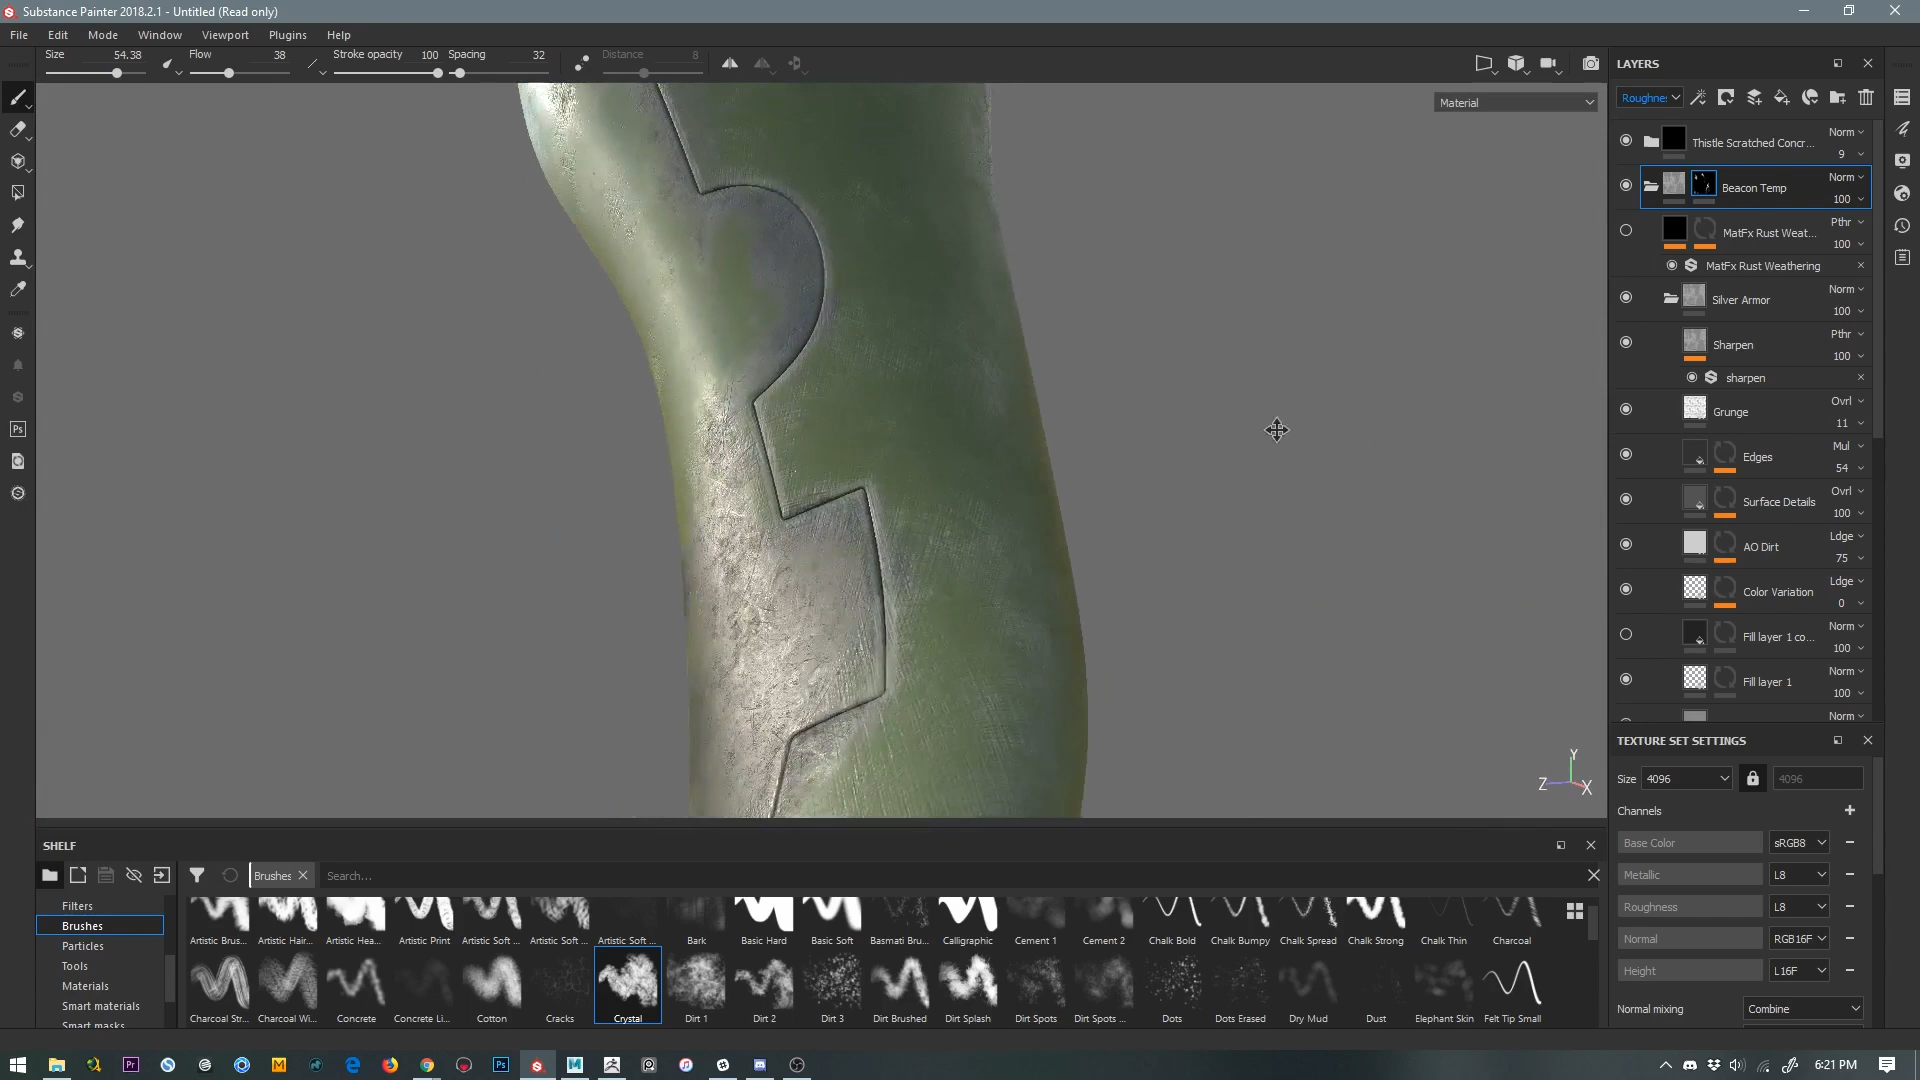 Substance Painter 2018.2.1 - Untitled (Read only)
File Edit Mode Window Viewport Plugins Help
Size 54.38 Flow 38 Stroke opacity 100 Spacing 32 Distance 8
Material
LAYERS
Roughne:
Thistle Scratched Concr... Norm 9
Beacon Temp Norm 100
MatFx Rust Weat... Pthr 100
MatFx Rust Weathering
Silver Armor Norm 100
Sharpen Pthr 100
sharpen
Grunge Ovrl 11
Edges Mul 54
Surface Details Ovrl 100
AO Dirt Ldge 75
Color Variation Ldge 0
Fill layer 1 co... Norm 100
Fill layer 1 Norm 100
Norm
Y
Z X
TEXTURE SET SETTINGS
Size 4096 4096
Channels
Base Color sRGB8
Metallic L8
Roughness L8
Normal RGB16F
Height L16F
Normal mixing Combine
SHELF
Brushes Search...
Filters
Brushes
Particles
Tools
Materials
Smart materials
Smart masks
Artistic Brus... Artistic Hair... Artistic Hea... Artistic Print Artistic Soft ... Artistic Soft ... Artistic Soft ... Bark Basic Hard Basic Soft Basmati Bru... Calligraphic Cement 1 Cement 2 Chalk Bold Chalk Bumpy Chalk Spread Chalk Strong Chalk Thin Charcoal
Charcoal Str... Charcoal Wi... Concrete Concrete Li... Cotton Cracks Crystal Dirt 1 Dirt 2 Dirt 3 Dirt Brushed Dirt Splash Dirt Spots Dirt Spots ... Dots Dots Erased Dry Mud Dust Elephant Skin Felt Tip Small
Ps
Pr
Ps
M
6:21 PM